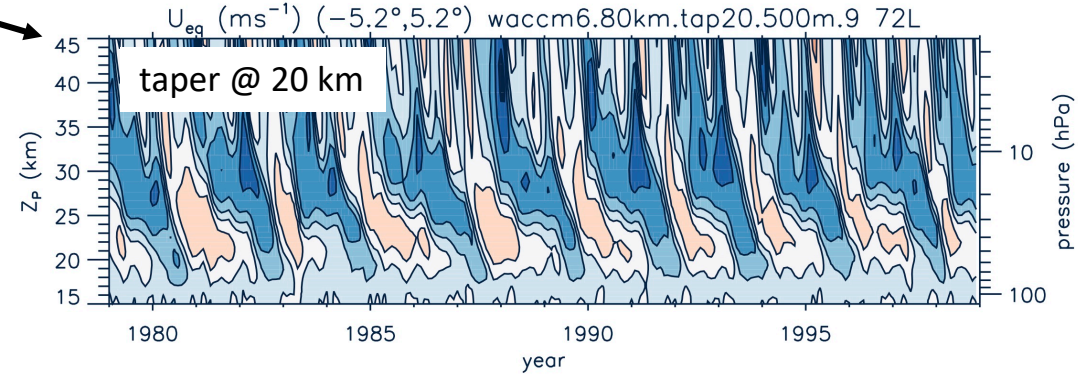 U_eq (ms⁻¹) (−5.2°,5.2°) waccm6.80km.tap20.500m.9 72L
taper @ 20 km
45
40
35
30
25
20
15
Z_P (km)
10
100
pressure (hPa)
1980 1985 1990 1995
year